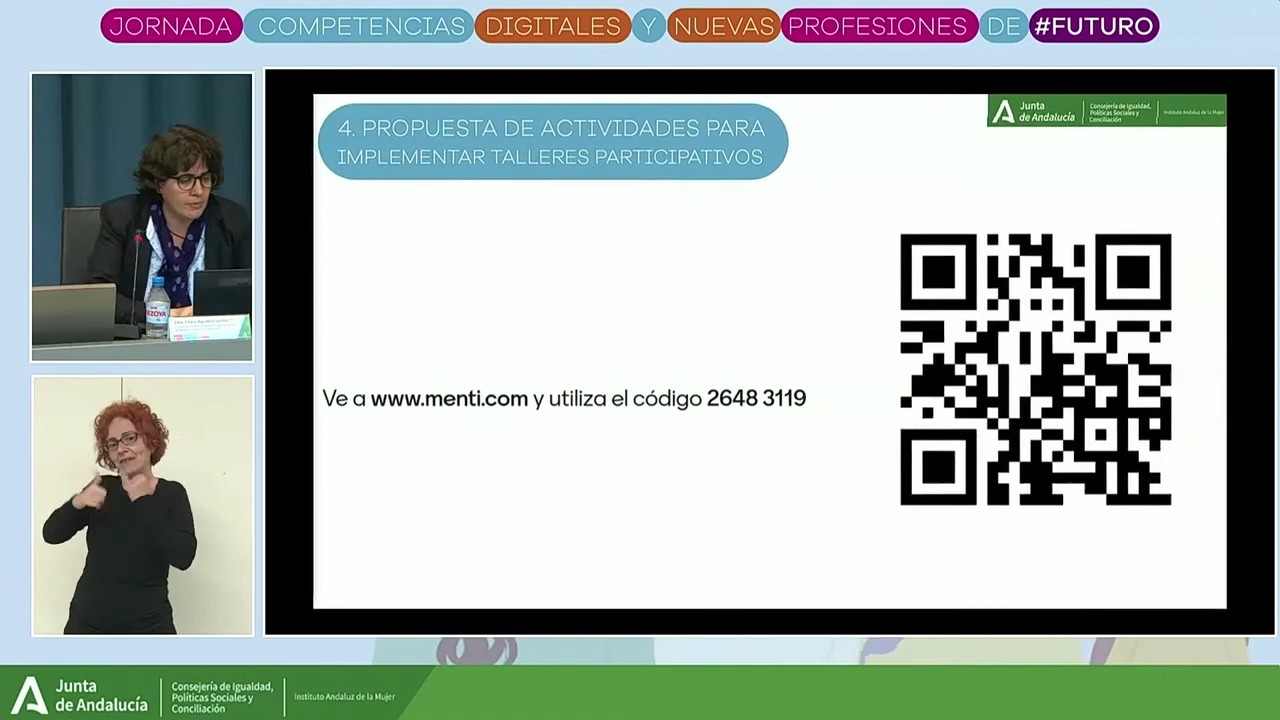 JORNADA COMPETENCIAS DIGITALES Y NUEVAS PROFESIONES DE #FUTURO
4. PROPUESTA DE ACTIVIDADES PARA
IMPLEMENTAR TALLERES PARTICIPATIVOS
Junta
de Andalucía
Consejería de Igualdad,
Políticas Sociales y
Conciliación
Instituto Andaluz de la Mujer
Ve a www.menti.com y utiliza el código 2648 3119
Junta
de Andalucía
Consejería de Igualdad,
Políticas Sociales y
Conciliación
Instituto Andaluz de la Mujer